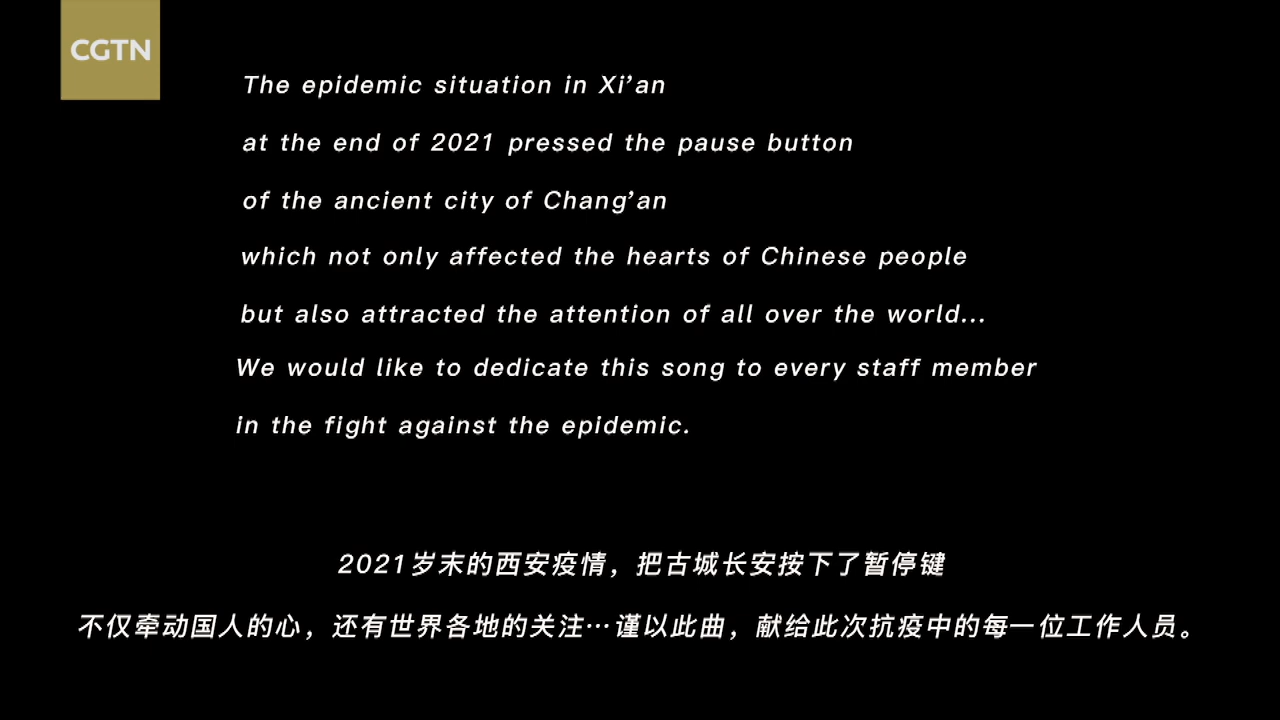 CGTN
The epidemic situation in Xi’an
at the end of 2021 pressed the pause button
of the ancient city of Chang’an
which not only affected the hearts of Chinese people
but also attracted the attention of all over the world...
We would like to dedicate this song to every staff member
in the fight against the epidemic.
2021岁末的西安疫情，把古城长安按下了暂停键
不仅牵动国人的心，还有世界各地的关注…谨以此曲，献给此次抗疫中的每一位工作人员。